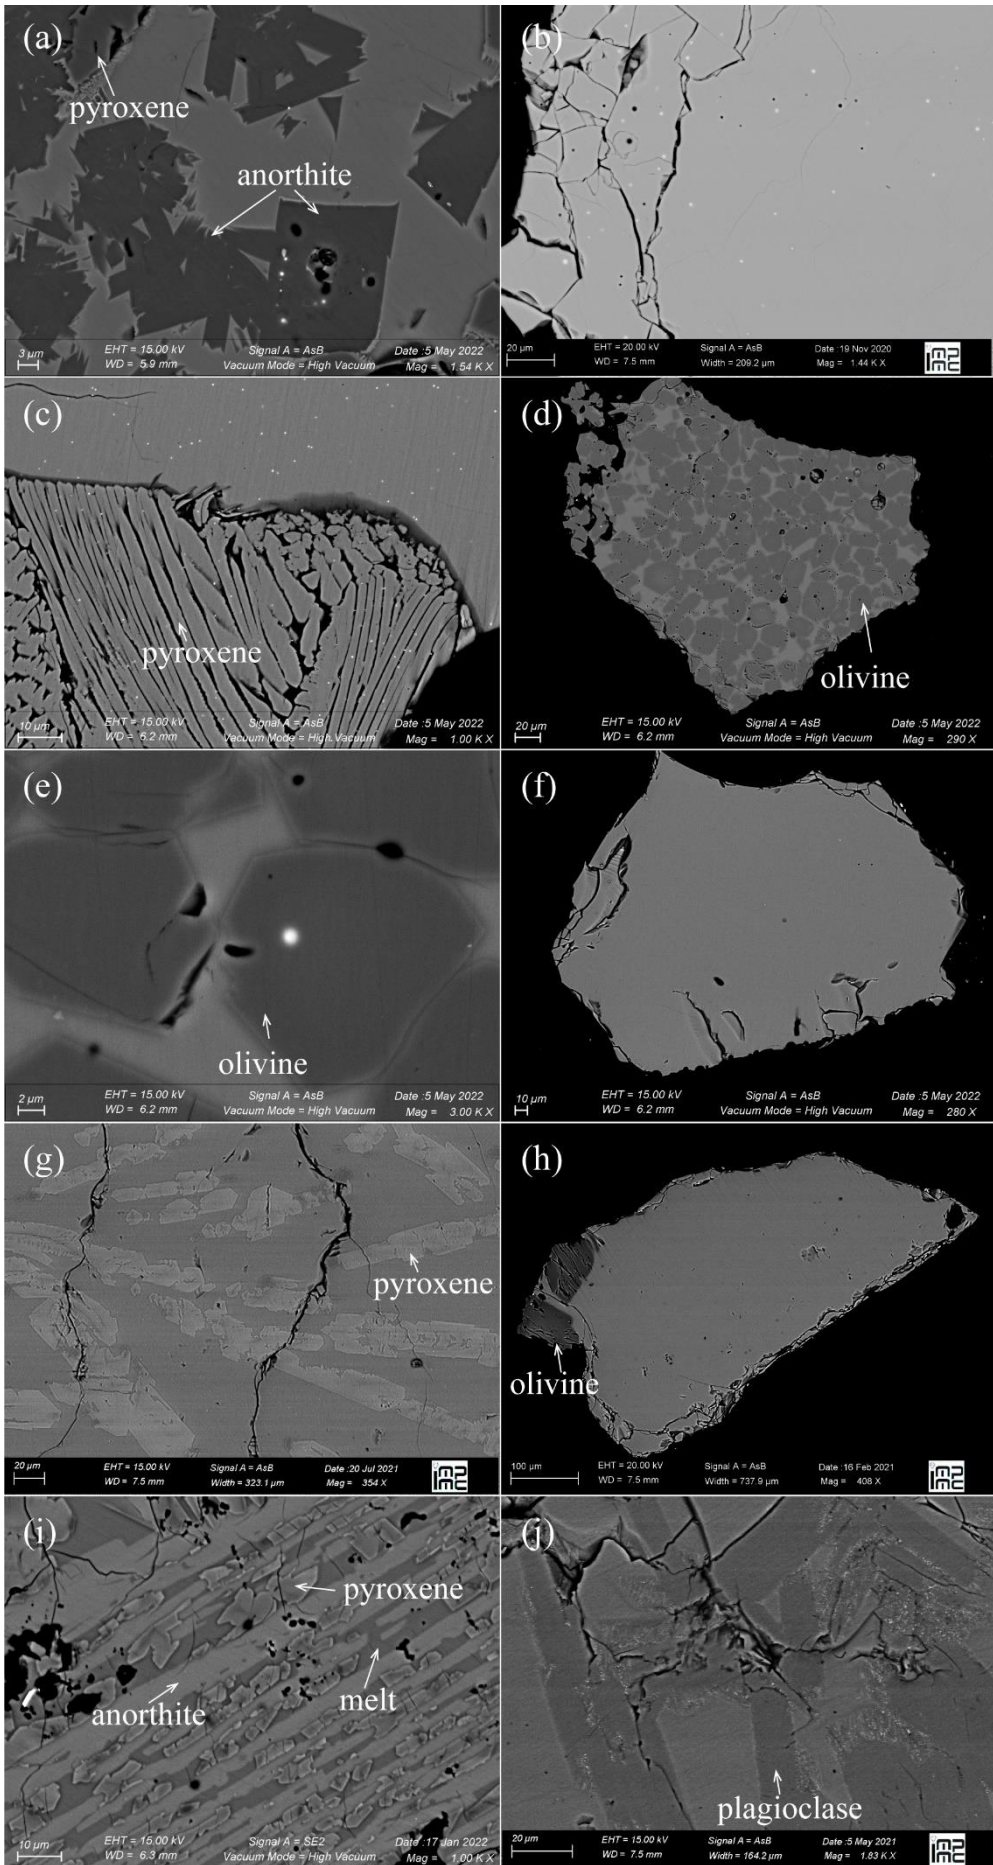 (a)
pyroxene
anorthite
3 µm
EHT = 15.00 kV
WD = 5.9 mm
Signal A = AsB
Vacuum Mode = High Vacuum
Date :5 May 2022
Mag = 1.54 K X
(b)
20 µm
EHT = 20.00 kV
WD = 7.5 mm
Signal A = AsB
Width = 209.2 µm
Date :19 Nov 2020
Mag = 1.44 K X
(c)
pyroxene
10 µm
EHT = 15.00 kV
WD = 6.2 mm
Signal A = AsB
Vacuum Mode = High Vacuum
Date :5 May 2022
Mag = 1.00 K X
(d)
olivine
20 µm
EHT = 15.00 kV
WD = 6.2 mm
Signal A = AsB
Vacuum Mode = High Vacuum
Date :5 May 2022
Mag = 290 X
(e)
olivine
2 µm
EHT = 15.00 kV
WD = 6.2 mm
Signal A = AsB
Vacuum Mode = High Vacuum
Date :5 May 2022
Mag = 3.00 K X
(f)
10 µm
EHT = 15.00 kV
WD = 6.2 mm
Signal A = AsB
Vacuum Mode = High Vacuum
Date :5 May 2022
Mag = 280 X
(g)
pyroxene
20 µm
EHT = 15.00 kV
WD = 7.5 mm
Signal A = AsB
Width = 323.1 µm
Date :20 Jul 2021
Mag = 354 X
(h)
olivine
100 µm
EHT = 20.00 kV
WD = 7.5 mm
Signal A = AsB
Width = 737.9 µm
Date :16 Feb 2021
Mag = 408 X
(i)
pyroxene
melt
anorthite
10 µm
EHT = 15.00 kV
WD = 6.3 mm
Signal A = SE2
Vacuum Mode = High Vacuum
Date :17 Jan 2022
Mag = 1.00 K X
(j)
plagioclase
20 µm
EHT = 15.00 kV
WD = 7.5 mm
Signal A = AsB
Width = 164.2 µm
Date :5 May 2021
Mag = 1.83 K X